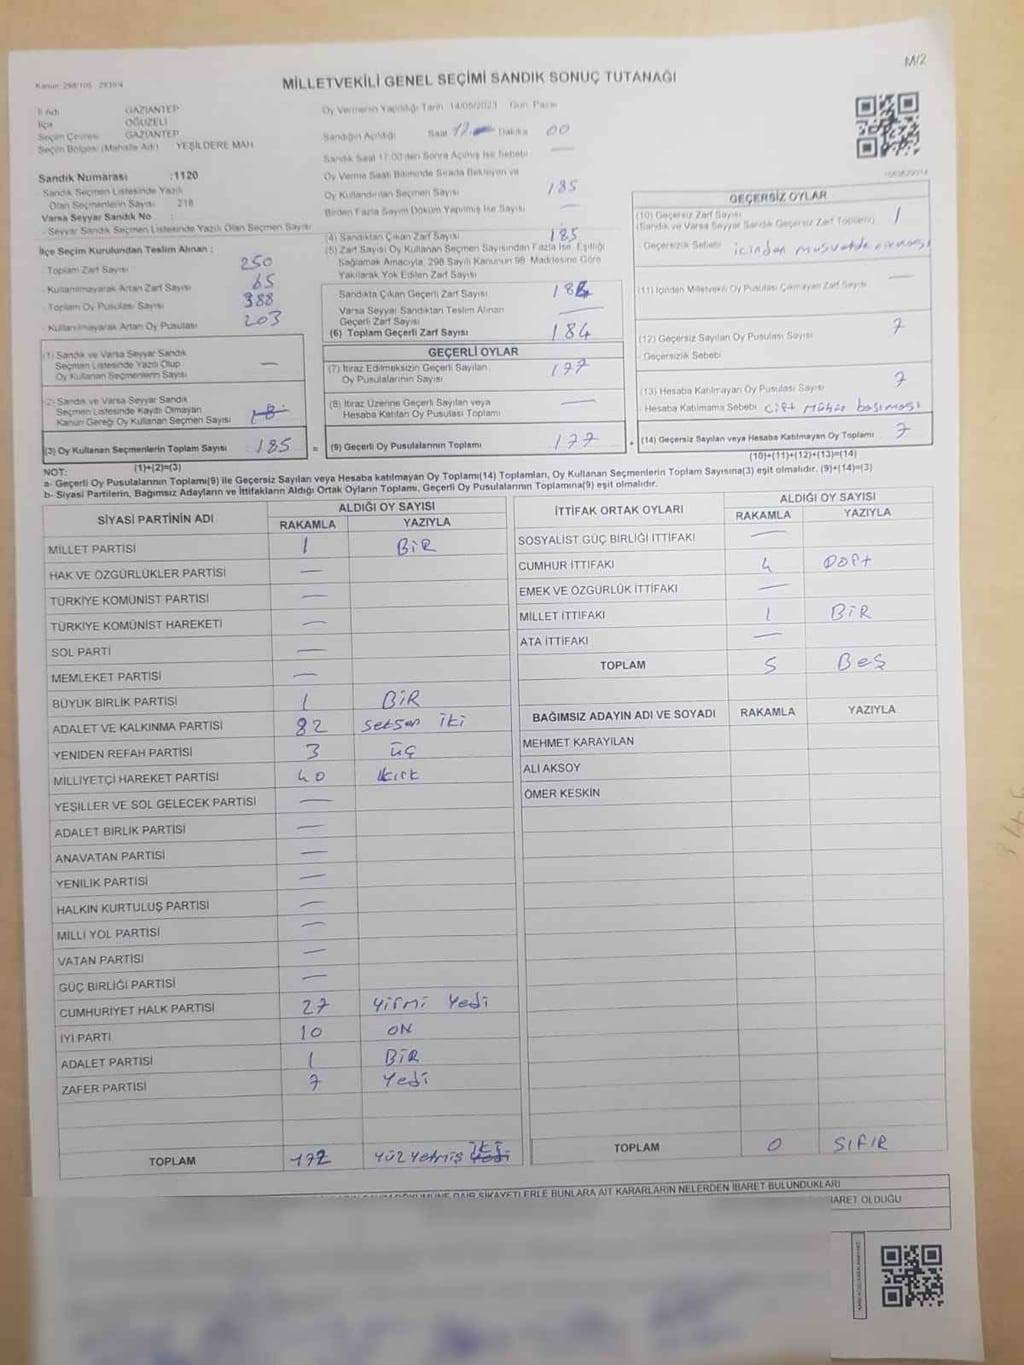 M/2
MİLLETVEKİLİ GENEL SEÇİMİ SANDIK SONUÇ TUTANAĞI
İl Adı GAZİANTEP
İlçe OĞUZELİ
Seçim Çevresi GAZİANTEP
Seçim Bölgesi (Mahalle Adı) YEŞİLDERE MAH
Sandık Numarası :1120
- Sandık Seçmen Listesinde Yazılı
Olan Seçmenlerin Sayısı 218
Varsa Seyyar Sandık No :
- Seyyar Sandık Seçmen Listesinde Yazılı Olan Seçmen Sayısı
İlçe Seçim Kurulundan Teslim Alınan :
- Toplam Zarf Sayısı 250
- Kullanılmayarak Artan Zarf Sayısı 65
- Toplam Oy Pusulası Sayısı 388
- Kullanılmayarak Artan Oy Pusulası 203
(1) Sandık ve Varsa Seyyar Sandık
Seçmen Listesinde Yazılı Olup
Oy Kullanan Seçmenlerin Sayısı —
(2) Sandık ve Varsa Seyyar Sandık
Seçmen Listesinde Kaydı Olmayan
Kanun Gereği Oy Kullanan Seçmen Sayısı
(3) Oy Kullanan Seçmenlerin Toplam Sayısı 185
(1)+(2)=(3)
Oy Vermenin Yapıldığı Tarih 14/05/2023 Gün Pazar
Sandığın Açıldığı Saat 17 Dakika 00
Sandık Saat 17:00'den Sonra Açılmış İse Sebebi —
Oy Verme Saati Bitiminde Sırada Bekleyen ve
Oy Kullandırılan Seçmen Sayısı 185
Birden Fazla Sayım Döküm Yapılmış İse Sayısı —
(4) Sandıktan Çıkan Zarf Sayısı 185
(5) Zarf Sayısı Oy Kullanan Seçmen Sayısından Fazla İse, Eşitliği
Sağlamak Amacıyla, 298 Sayılı Kanunun 98. Maddesine Göre
Yakılarak Yok Edilen Zarf Sayısı
Sandıkta Çıkan Geçerli Zarf Sayısı 184
Varsa Seyyar Sandıktan Teslim Alınan
Geçerli Zarf Sayısı —
(6) Toplam Geçerli Zarf Sayısı 184
GEÇERLİ OYLAR
(7) İtiraz Edilmeksizin Geçerli Sayılan
Oy Pusulalarının Sayısı 177
(8) İtiraz Üzerine Geçerli Sayılan veya
Hesaba Katılan Oy Pusulası Toplamı —
= (9) Geçerli Oy Pusulalarının Toplamı 177
GEÇERSİZ OYLAR
(10) Geçersiz Zarf Sayısı
(Sandık ve Varsa Seyyar Sandık Geçersiz Zarf Toplamı) 1
- Geçersizlik Sebebi içinden
(11) İçinden Milletvekili Oy Pusulası Çıkmayan Zarf Sayısı —
(12) Geçersiz Sayılan Oy Pusulası Sayısı 7
- Geçersizlik Sebebi
(13) Hesaba Katılmayan Oy Pusulası Sayısı 7
- Hesaba Katılmama Sebebi çift mühür basıması
+ (14) Geçersiz Sayılan veya Hesaba Katılmayan Oy Toplamı 7
(10)+(11)+(12)+(13)=(14)
NOT:
a- Geçerli Oy Pusulalarının Toplamı(9) ile Geçersiz Sayılan veya Hesaba katılmayan Oy Toplamı(14) Toplamları, Oy Kullanan Seçmenlerin Toplam Sayısına(3) eşit olmalıdır. (9)+(14)=(3)
b- Siyasi Partilerin, Bağımsız Adayların ve İttifakların Aldığı Ortak Oyların Toplamı, Geçerli Oy Pusulalarının Toplamına(9) eşit olmalıdır.
SİYASİ PARTİNİN ADI ALDIĞI OY SAYISI
RAKAMLA YAZIYLA
MİLLET PARTİSİ 1 BİR
HAK VE ÖZGÜRLÜKLER PARTİSİ —
TÜRKİYE KOMÜNİST PARTİSİ —
TÜRKİYE KOMÜNİST HAREKETİ —
SOL PARTİ —
MEMLEKET PARTİSİ —
BÜYÜK BİRLİK PARTİSİ 1 BİR
ADALET VE KALKINMA PARTİSİ 82 seksen iki
YENİDEN REFAH PARTİSİ 3 üç
MİLLİYETÇİ HAREKET PARTİSİ 40 kırk
YEŞİLLER VE SOL GELECEK PARTİSİ —
ADALET BİRLİK PARTİSİ —
ANAVATAN PARTİSİ —
YENİLİK PARTİSİ —
HALKIN KURTULUŞ PARTİSİ —
MİLLİ YOL PARTİSİ —
VATAN PARTİSİ —
GÜÇ BİRLİĞİ PARTİSİ —
CUMHURİYET HALK PARTİSİ 27 Yirmi Yedi
İYİ PARTİ 10 ON
ADALET PARTİSİ 1 BİR
ZAFER PARTİSİ 7 Yedi
TOPLAM 172 Yüz Yetmiş İki
İTTİFAK ORTAK OYLARI ALDIĞI OY SAYISI
RAKAMLA YAZIYLA
SOSYALİST GÜÇ BİRLİĞİ İTTİFAKI —
CUMHUR İTTİFAKI 4 Dört
EMEK VE ÖZGÜRLÜK İTTİFAKI —
MİLLET İTTİFAKI 1 BİR
ATA İTTİFAKI —
TOPLAM 5 BEŞ
BAĞIMSIZ ADAYIN ADI VE SOYADI RAKAMLA YAZIYLA
MEHMET KARAYILAN
ALİ AKSOY
ÖMER KESKİN
TOPLAM 0 SIFIR
DÖKÜMÜNE DAİR ŞİKAYETLERLE BUNLARA AİT KARARLARIN NELERDEN İBARET BULUNDUKLARI
İBARET OLDUĞU